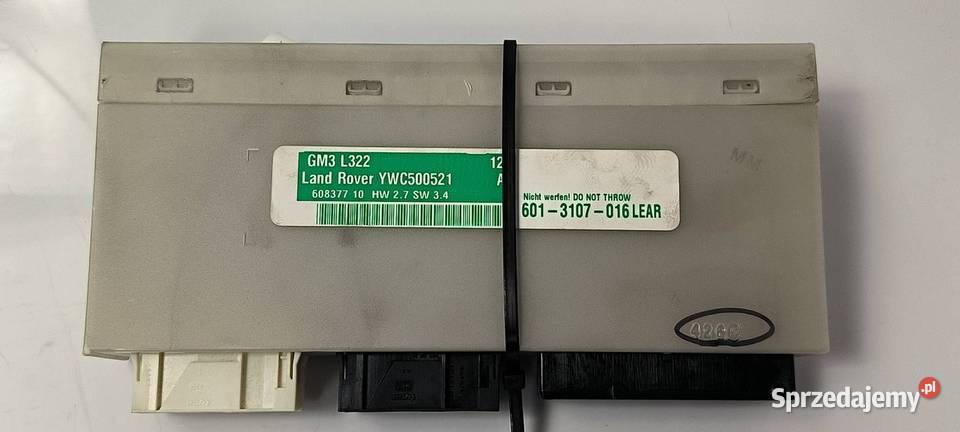 GM3 L322 12
Land Rover YWC500521 A
608377 10 HW 2.7 SW 3.4
Nicht werfen! DO NOT THROW
601-3107-016 LEAR
MM
Sprzedajemy.pl